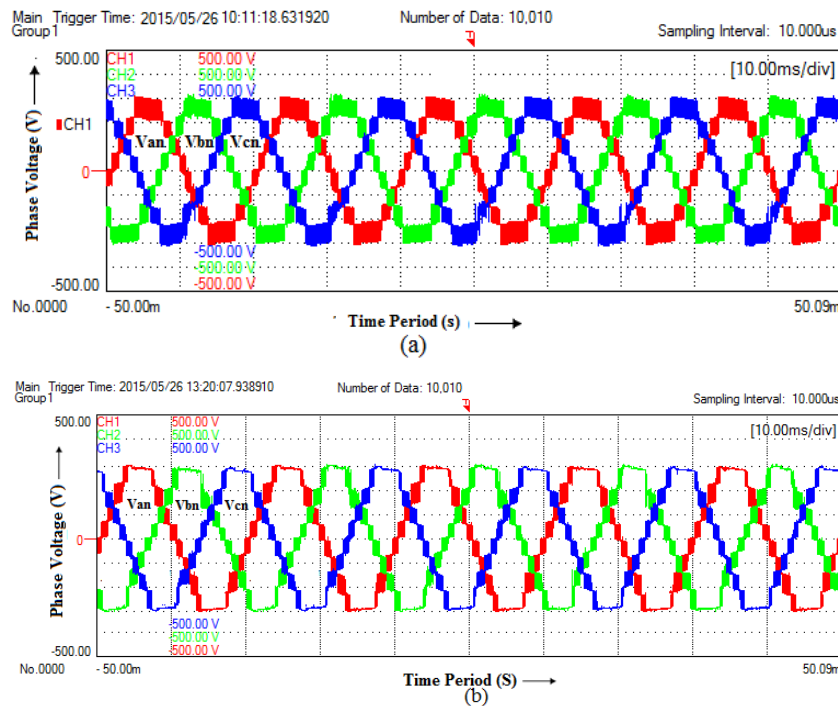 Main Trigger Time: 2015/05/26 10:11:18.631920 Number of Data: 10,010
Group1 Sampling Interval: 10.000us
500.00 CH1 500.00 V
CH2 500.00 V [10.00ms/div]
CH3 500.00 V
CH1
Van Vbn Vcn
Phase Voltage (V)
0
-500.00 V
-500.00 V
-500.00 -500.00 V
No.0000 - 50.00m 50.09m
Time Period (s)
(a)
Main Trigger Time: 2015/05/26 13:20:07.938910 Number of Data: 10,010
Group1 Sampling Interval: 10.000us
500.00 CH1 500.00 V
CH2 500.00 V [10.00ms/div]
CH3 500.00 V
Van Vbn Vcn
Phase Voltage (V)
0
-500.00 V
-500.00 V
-500.00 -500.00 V
No.0000 - 50.00m 50.09m
Time Period (S)
(b)